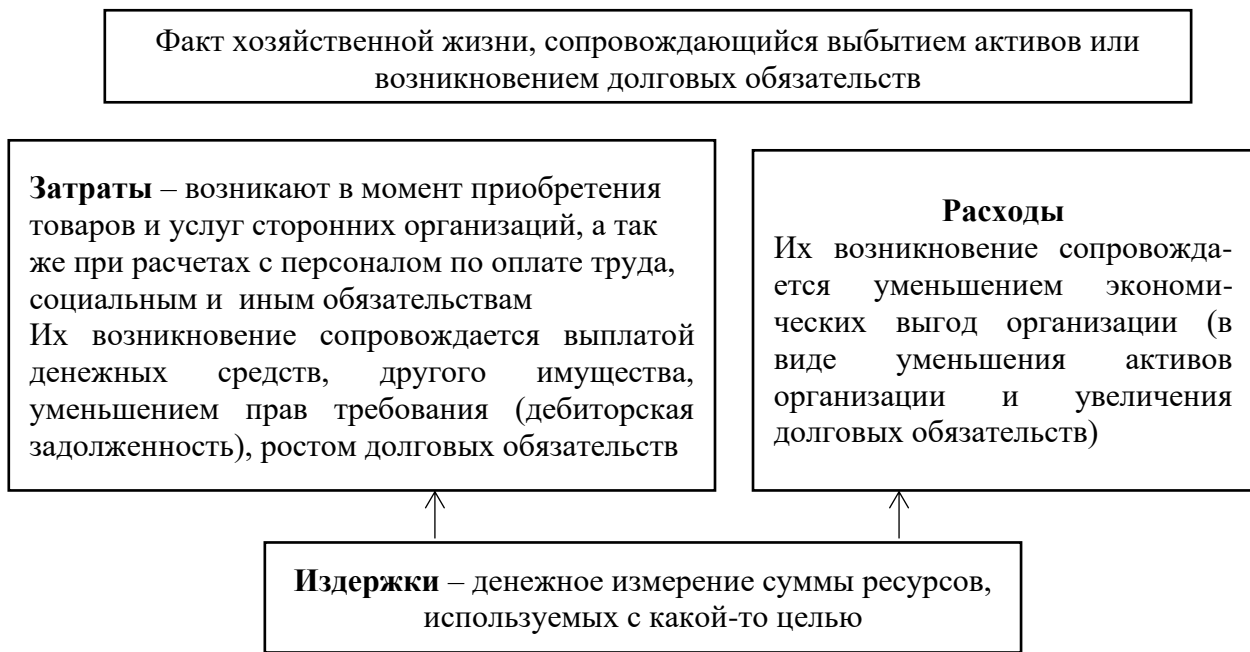 Факт хозяйственной жизни, сопровождающийся выбытием активов или
возникновением долговых обязательств
Затраты – возникают в момент приобретения
товаров и услуг сторонних организаций, а так
же при расчетах с персоналом по оплате труда,
социальным и иным обязательствам
Их возникновение сопровождается выплатой
денежных средств, другого имущества,
уменьшением прав требования (дебиторская
задолженность), ростом долговых обязательств
Расходы
Их возникновение сопровожда-
ется уменьшением экономи-
ческих выгод организации (в
виде уменьшения активов
организации и увеличения
долговых обязательств)
Издержки – денежное измерение суммы ресурсов,
используемых с какой-то целью